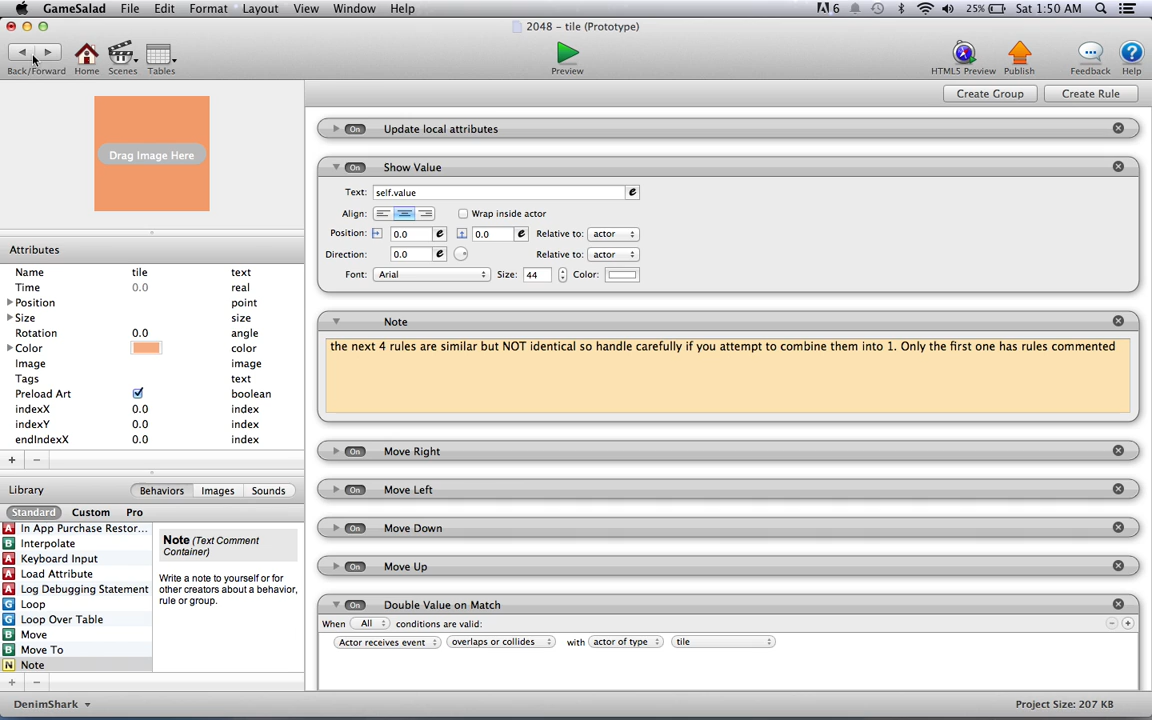 GameSalad File Edit Format Layout View Window Help 6 25% Sat 1:50 AM
2048 - tile (Prototype)
Back/Forward Home Scenes Tables Preview HTML5 Preview Publish Feedback Help
Create Group Create Rule
Drag Image Here
Attributes
Name tile text
Time 0.0 real
Position point
Size size
Rotation 0.0 angle
Color color
Image image
Tags text
Preload Art boolean
indexX 0.0 index
indexY 0.0 index
endIndexX 0.0 index
+ −
Library Behaviors Images Sounds
Standard Custom Pro
A In App Purchase Restor...
B Interpolate
A Keyboard Input
A Load Attribute
A Log Debugging Statement
G Loop
G Loop Over Table
B Move
B Move To
N Note
Note (Text Comment
Container)
Write a note to yourself or for
other creators about a behavior,
rule or group.
+ −
DenimShark
On Update local attributes
On Show Value
Text: self.value e
Align: Wrap inside actor
Position: 0.0 e 0.0 e Relative to: actor
Direction: 0.0 e Relative to: actor
Font: Arial Size: 44 Color:
Note
the next 4 rules are similar but NOT identical so handle carefully if you attempt to combine them into 1. Only the first one has rules commented
On Move Right
On Move Left
On Move Down
On Move Up
On Double Value on Match
When All conditions are valid: − +
Actor receives event overlaps or collides with actor of type tile
Project Size: 207 KB